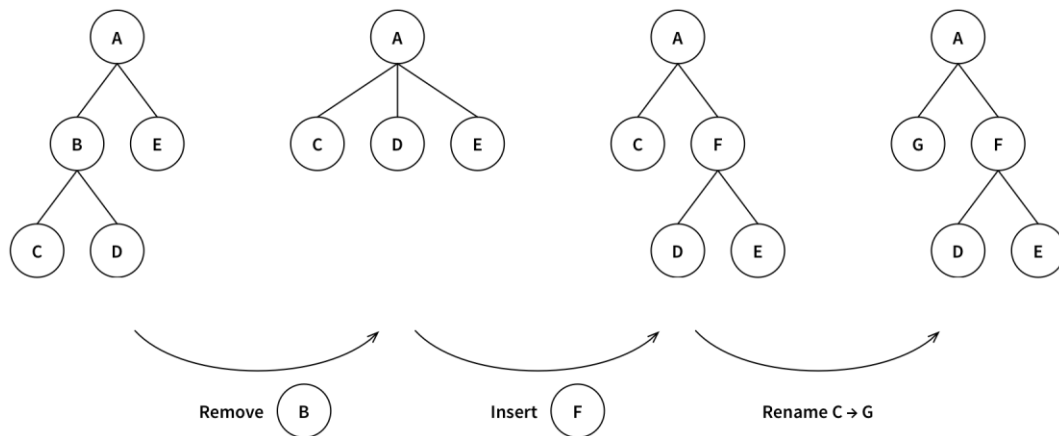 A A A A
B E C D E C F G F
C D D E D E
Remove B Insert F Rename C → G